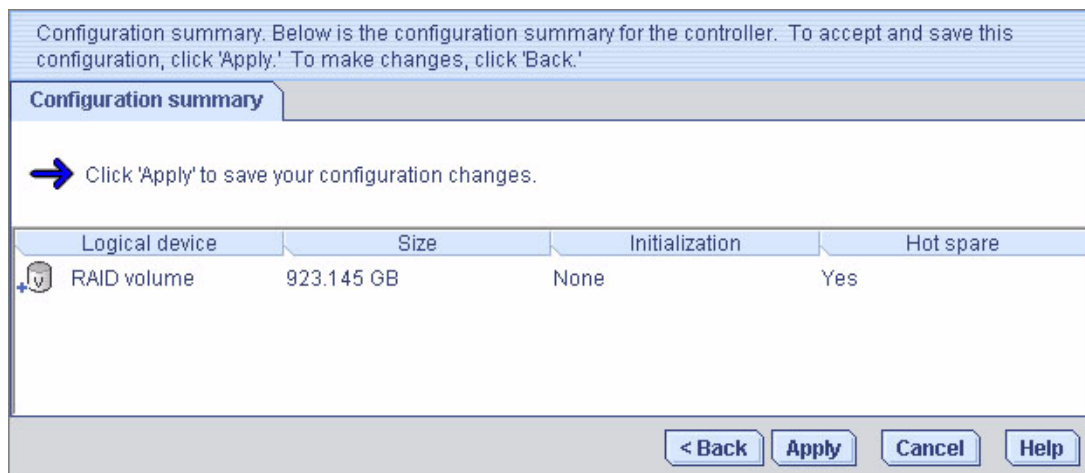 Configuration summary. Below is the configuration summary for the controller. To accept and save this
configuration, click 'Apply.' To make changes, click 'Back.'
Configuration summary
Click 'Apply' to save your configuration changes.
Logical device Size Initialization Hot spare
v RAID volume 923.145 GB None Yes
< Back Apply Cancel Help